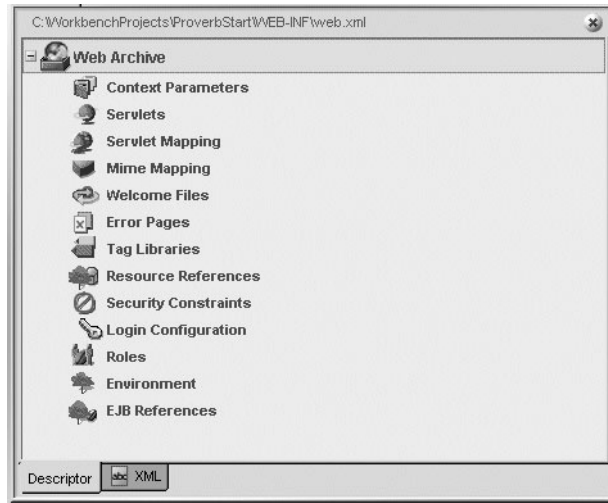 C:\WorkbenchProjects\ProverbStart\WEB-INF\web.xml
Web Archive
Context Parameters
Servlets
Servlet Mapping
Mime Mapping
Welcome Files
Error Pages
Tag Libraries
Resource References
Security Constraints
Login Configuration
Roles
Environment
EJB References
Descriptor abc XML